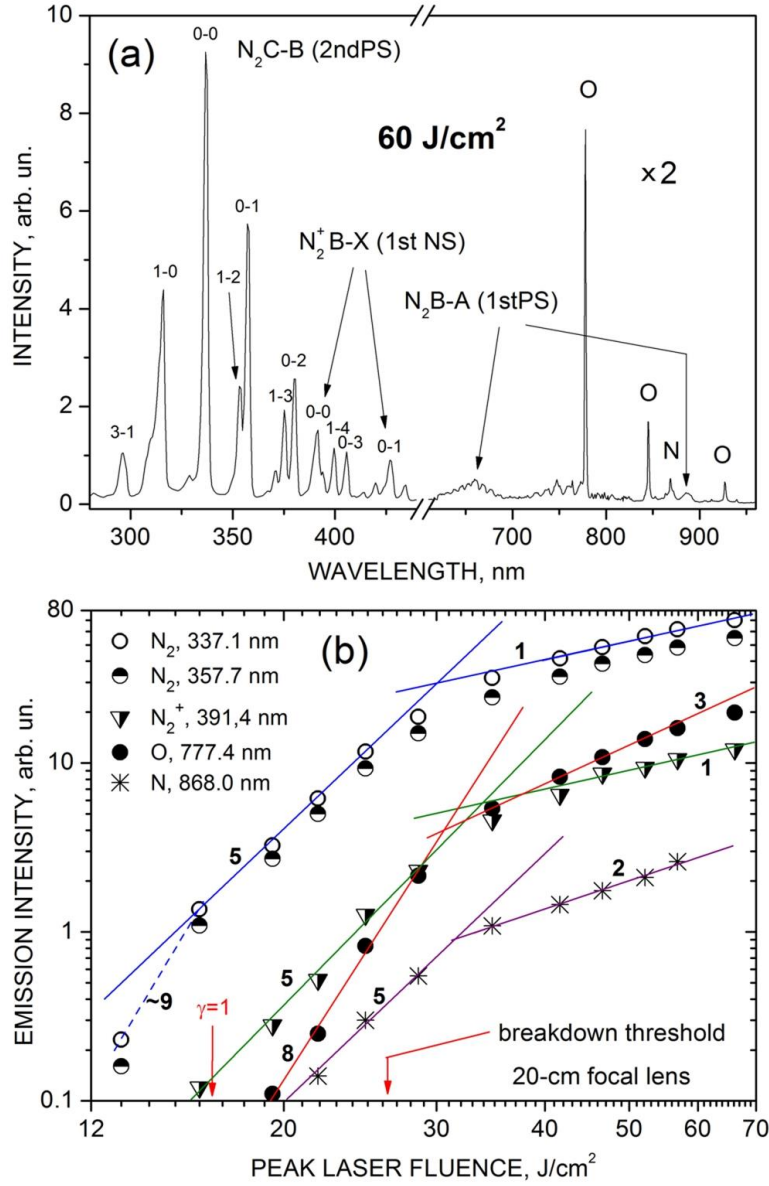 (a)
N₂C-B (2ndPS)
60 J/cm²
×2
0-0
O
1-0
0-1
1-2
N₂⁺B-X (1st NS)
N₂B-A (1stPS)
3-1
1-3
0-2
0-0
1-4
0-3
0-1
O
N
O
INTENSITY, arb. un.
10
8
6
4
2
0
300 350 400 600 700 800 900
WAVELENGTH, nm
(b)
N₂, 337.1 nm
N₂, 357.7 nm
N₂⁺, 391,4 nm
O, 777.4 nm
N, 868.0 nm
1
3
1
2
5
5
5
8
~9
γ=1
breakdown threshold
20-cm focal lens
EMISSION INTENSITY, arb. un.
80
10
1
0.1
12 20 30 40 50 60 70
PEAK LASER FLUENCE, J/cm²